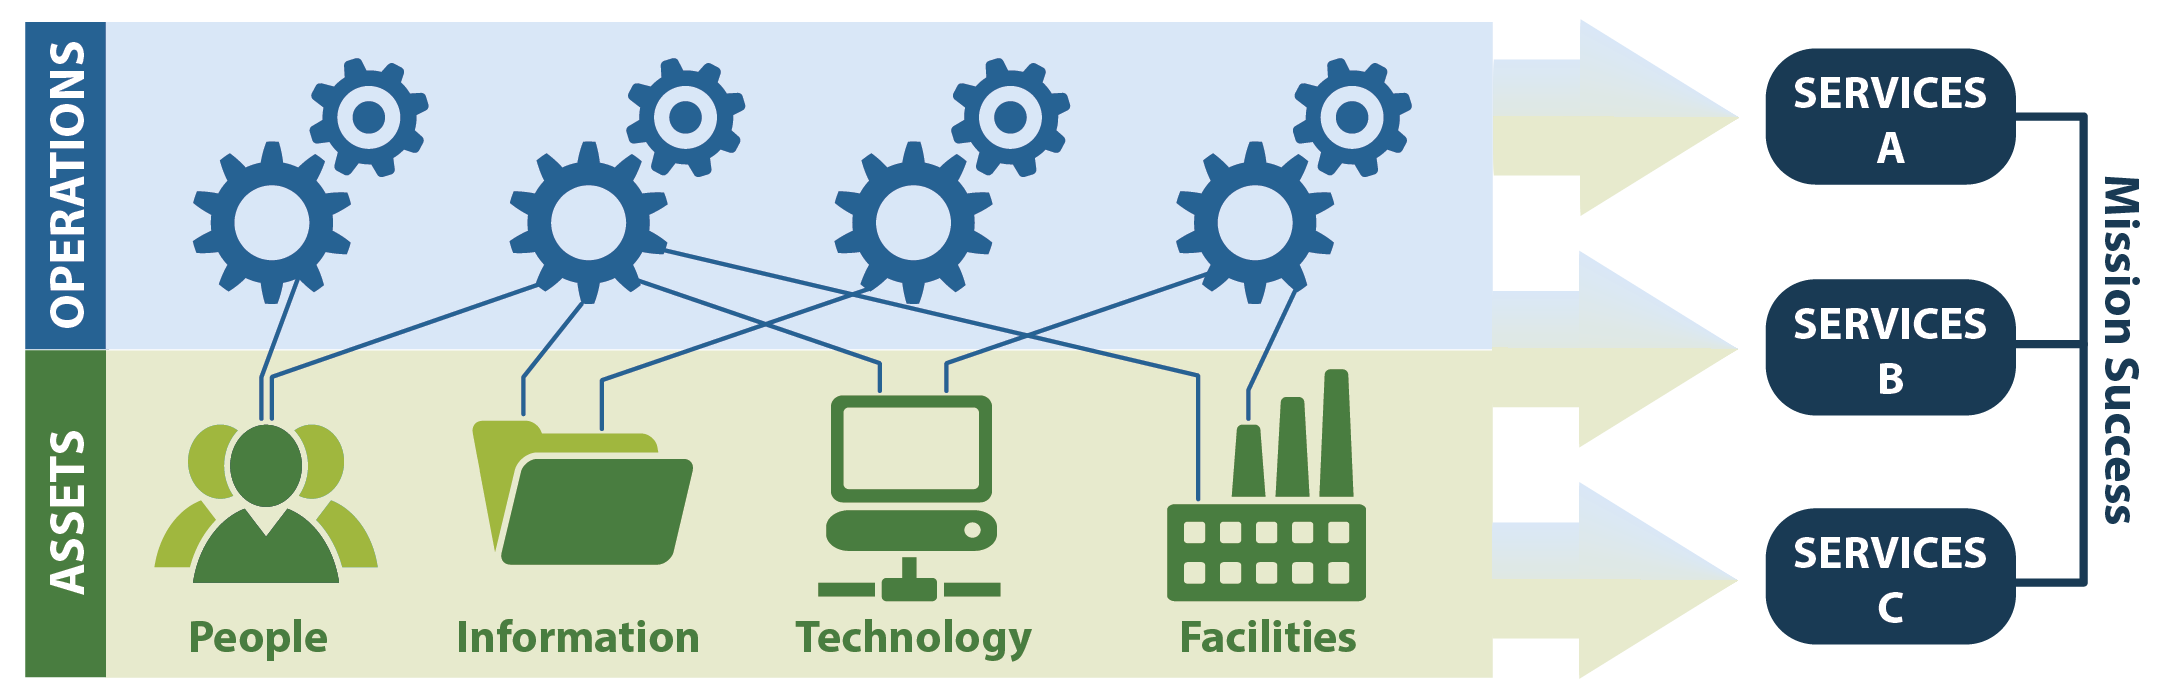 OPERATIONS
ASSETS
People
Information
Technology
Facilities
SERVICES
A
SERVICES
B
SERVICES
C
Mission Success